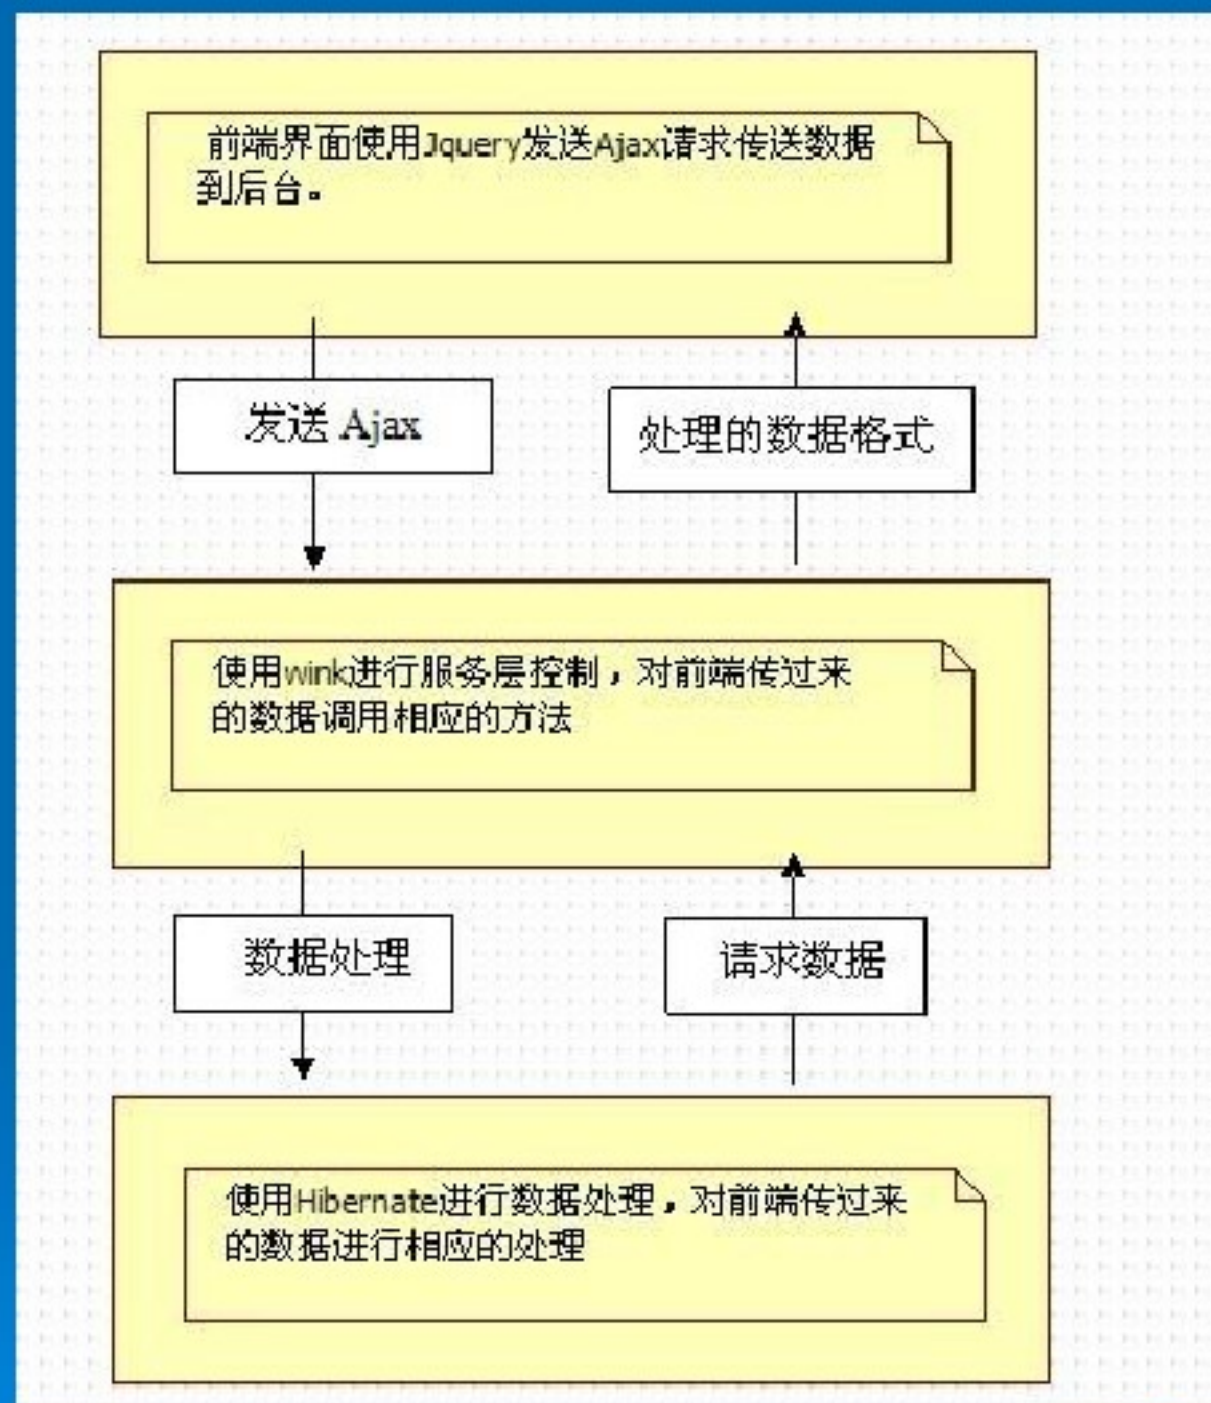 前端界面使用Jquery发送Ajax请求传送数据
到后台。
发送 Ajax
处理的数据格式
使用wink进行服务层控制，对前端传过来
的数据调用相应的方法
数据处理
请求数据
使用Hibernate进行数据处理，对前端传过来
的数据进行相应的处理